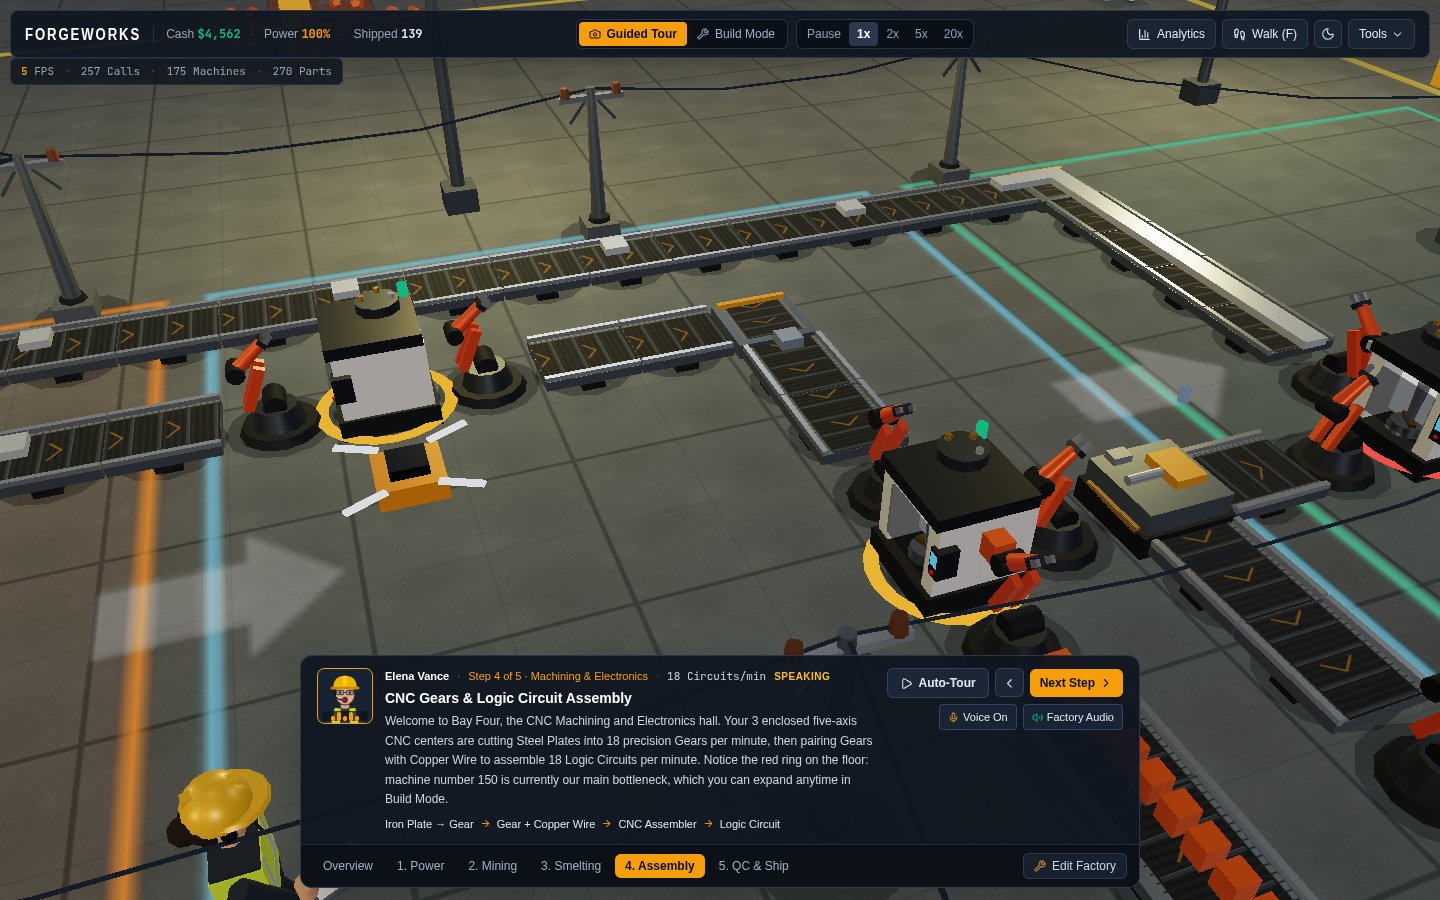 FORGEWORKS Cash $4,562 · Power 100% · Shipped 139 Guided Tour Build Mode Pause 1x 2x 5x 20x Analytics Walk (F) Tools
5 FPS · 257 Calls · 175 Machines · 270 Parts
Elena Vance · Step 4 of 5 · Machining & Electronics · 18 Circuits/min SPEAKING
Auto-Tour Next Step
CNC Gears & Logic Circuit Assembly
Voice On Factory Audio
Welcome to Bay Four, the CNC Machining and Electronics hall. Your 3 enclosed five-axis
CNC centers are cutting Steel Plates into 18 precision Gears per minute, then pairing Gears
with Copper Wire to assemble 18 Logic Circuits per minute. Notice the red ring on the floor:
machine number 150 is currently our main bottleneck, which you can expand anytime in
Build Mode.
Iron Plate → Gear → Gear + Copper Wire → CNC Assembler → Logic Circuit
Overview 1. Power 2. Mining 3. Smelting 4. Assembly 5. QC & Ship Edit Factory